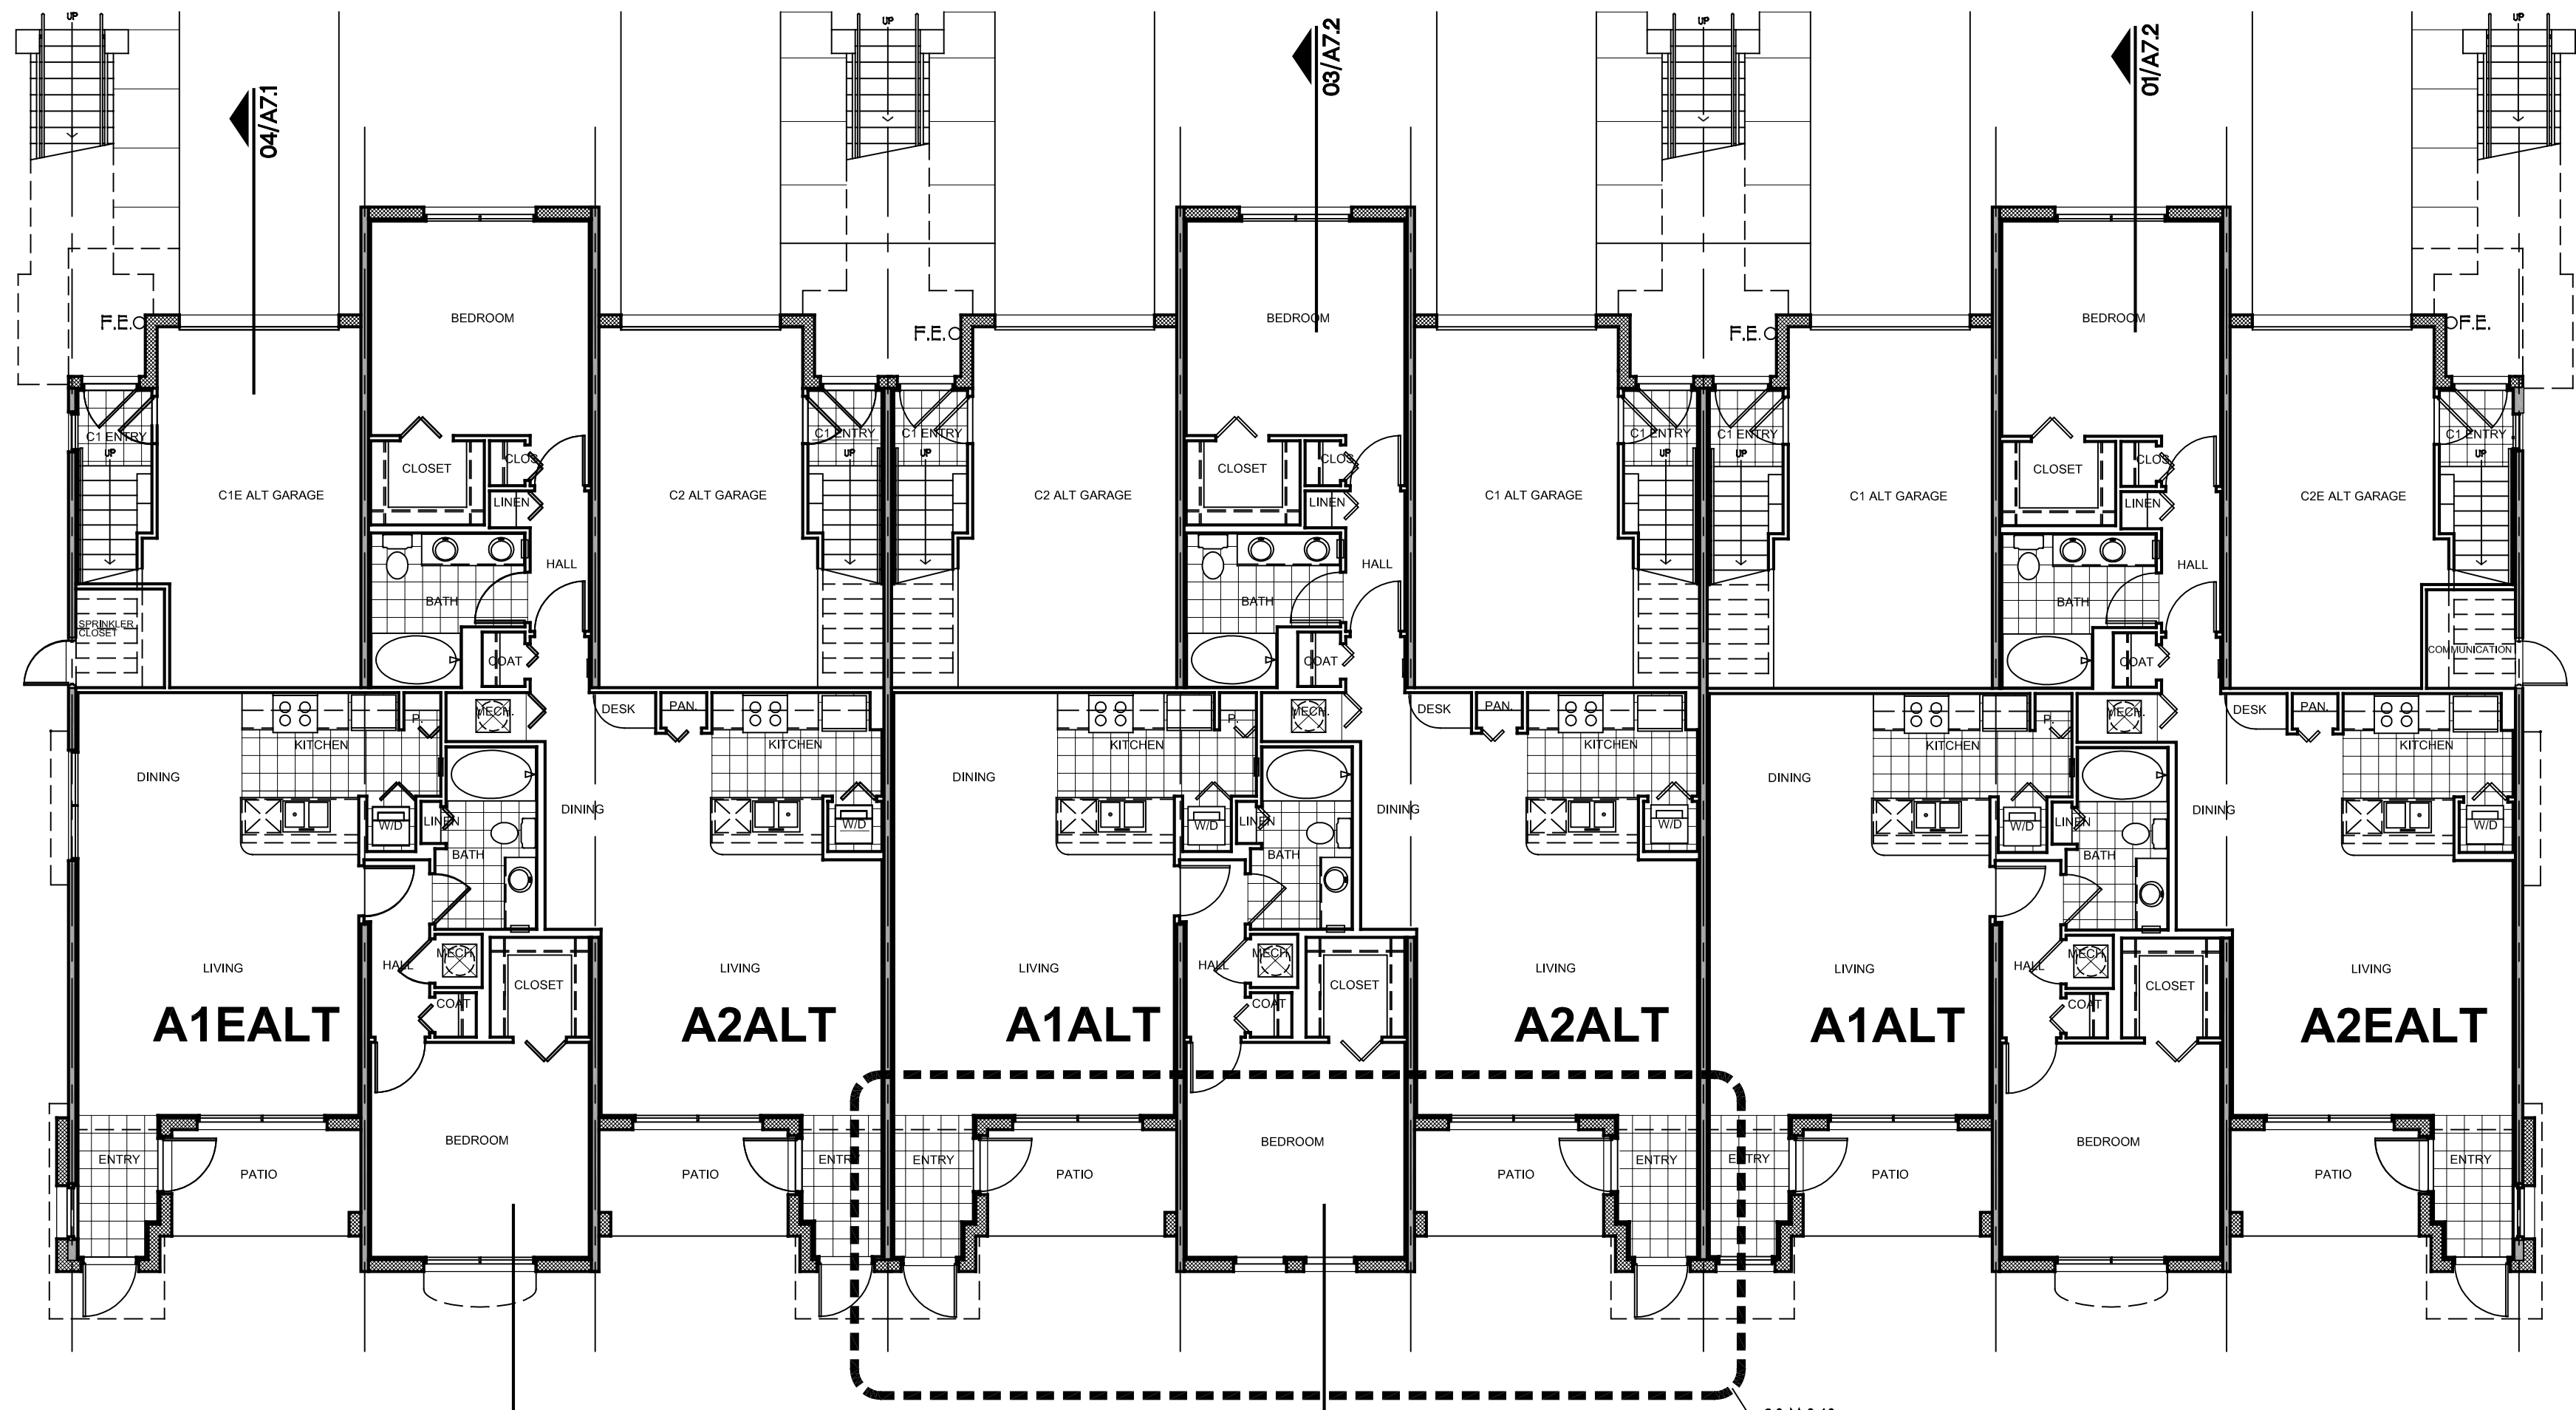 UP
UP
UP
UP
04/A7.1
03/A7.2
01/A7.2
F.E.
BEDROOM
F.E.
BEDROOM
F.E.
BEDROOM
F.E.
C1 ENTRY
C1 ENTRY
C1 ENTRY
C1 ENTRY
C1 ENTRY
C1 ENTRY
UP
UP
UP
UP
UP
UP
CLOSET
CLOS
CLOSET
CLOS
CLOSET
CLOS
C1E ALT GARAGE
LINEN
C2 ALT GARAGE
C2 ALT GARAGE
LINEN
C1 ALT GARAGE
C1 ALT GARAGE
LINEN
C2E ALT GARAGE
HALL
HALL
HALL
BATH
BATH
BATH
SPRINKLER
CLOSET
COAT
COAT
COAT
COMMUNICATION
P.
MECH.
DESK
PAN.
P.
MECH.
DESK
PAN.
P.
MECH.
DESK
PAN.
KITCHEN
KITCHEN
KITCHEN
KITCHEN
KITCHEN
KITCHEN
DINING
DINING
DINING
DINING
DINING
DINING
W/D
LINEN
W/D
W/D
LINEN
W/D
W/D
LINEN
W/D
BATH
BATH
BATH
LIVING
HALL
MECH.
CLOSET
LIVING
LIVING
HALL
MECH.
CLOSET
LIVING
LIVING
HALL
MECH.
CLOSET
LIVING
COAT
COAT
COAT
A1EALT
A2ALT
A1ALT
A2ALT
A1ALT
A2EALT
BEDROOM
BEDROOM
BEDROOM
ENTRY
PATIO
PATIO
ENTRY
ENTRY
PATIO
PATIO
ENTRY
ENTRY
PATIO
PATIO
ENTRY